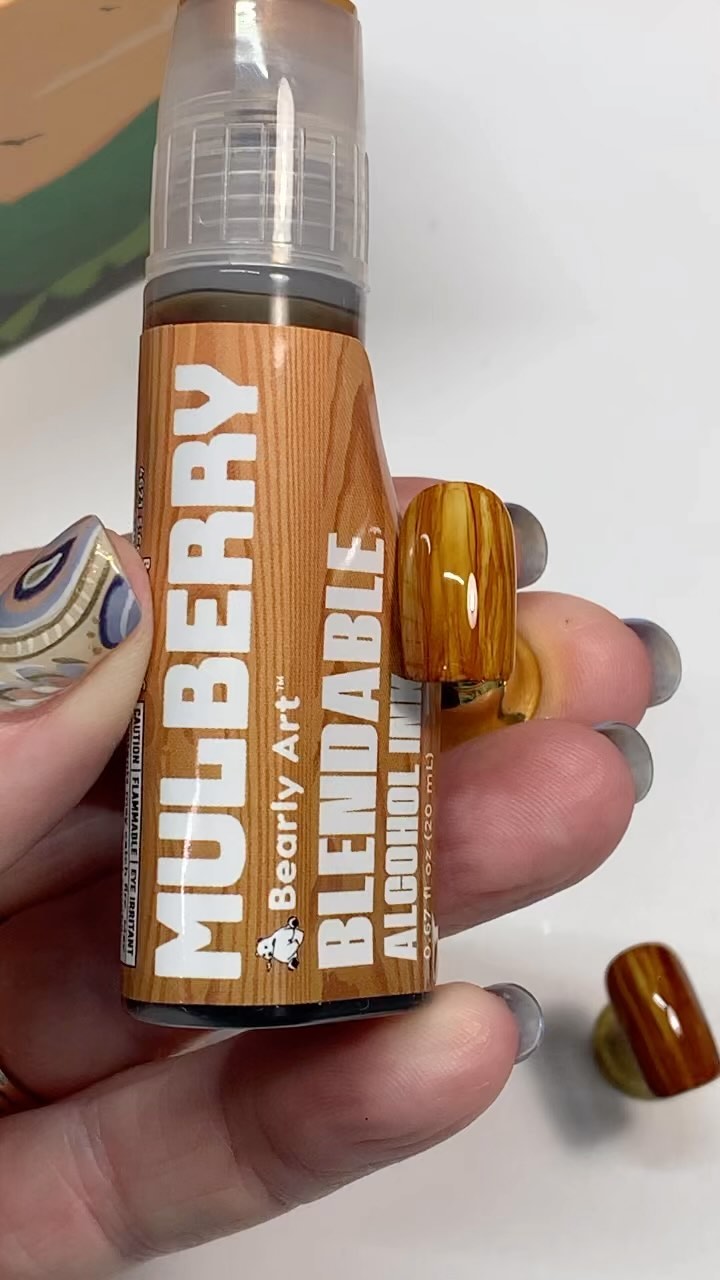 MULBERRY
Bearly Art™
BLENDABLE
ALCOHOL INK
0.67 fl oz (20 mL)
CAUTION FLAMMABLE EYE IRRITANT